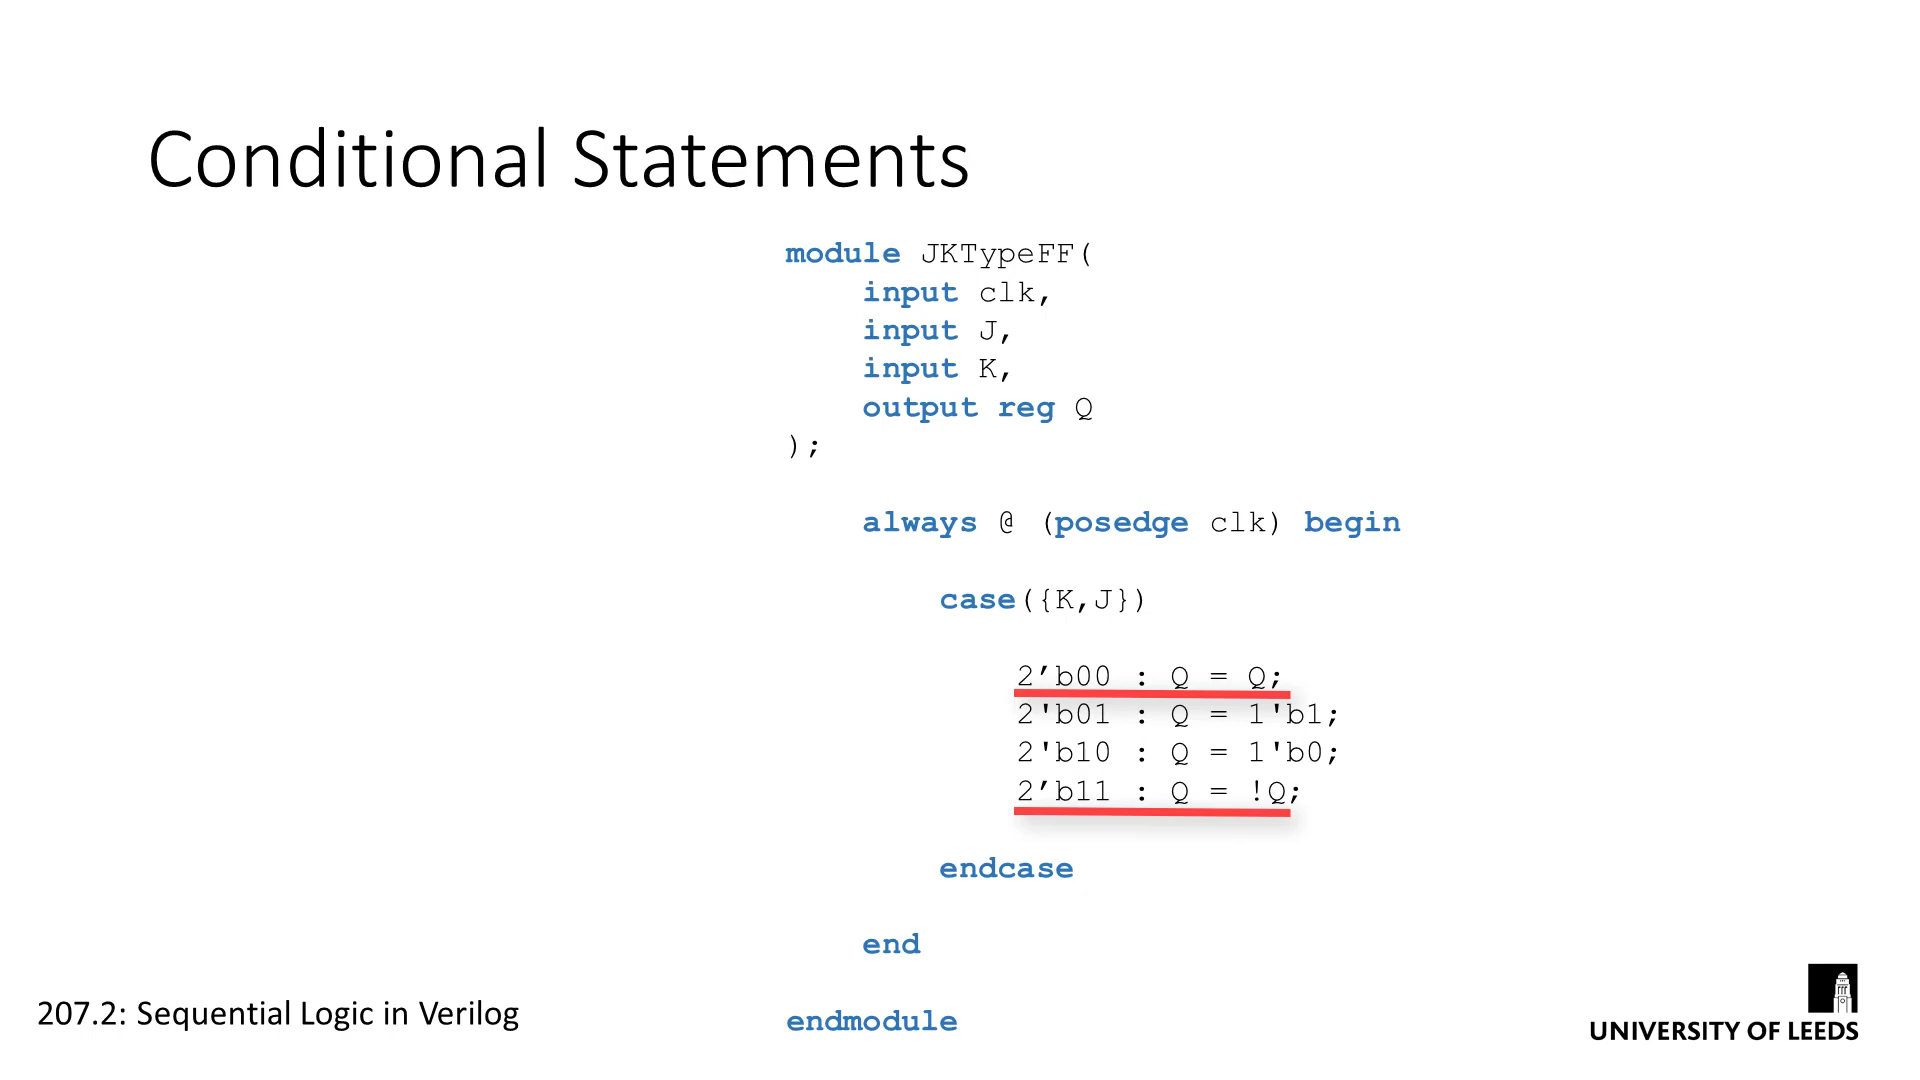 Conditional Statements
module JKTypeFF(
input clk,
input J,
input K,
output reg Q
);
always @ (posedge clk) begin
case({K,J})
2’b00 : Q = Q;
2'b01 : Q = 1'b1;
2'b10 : Q = 1'b0;
2’b11 : Q = !Q;
endcase
end
endmodule
207.2: Sequential Logic in Verilog
UNIVERSITY OF LEEDS